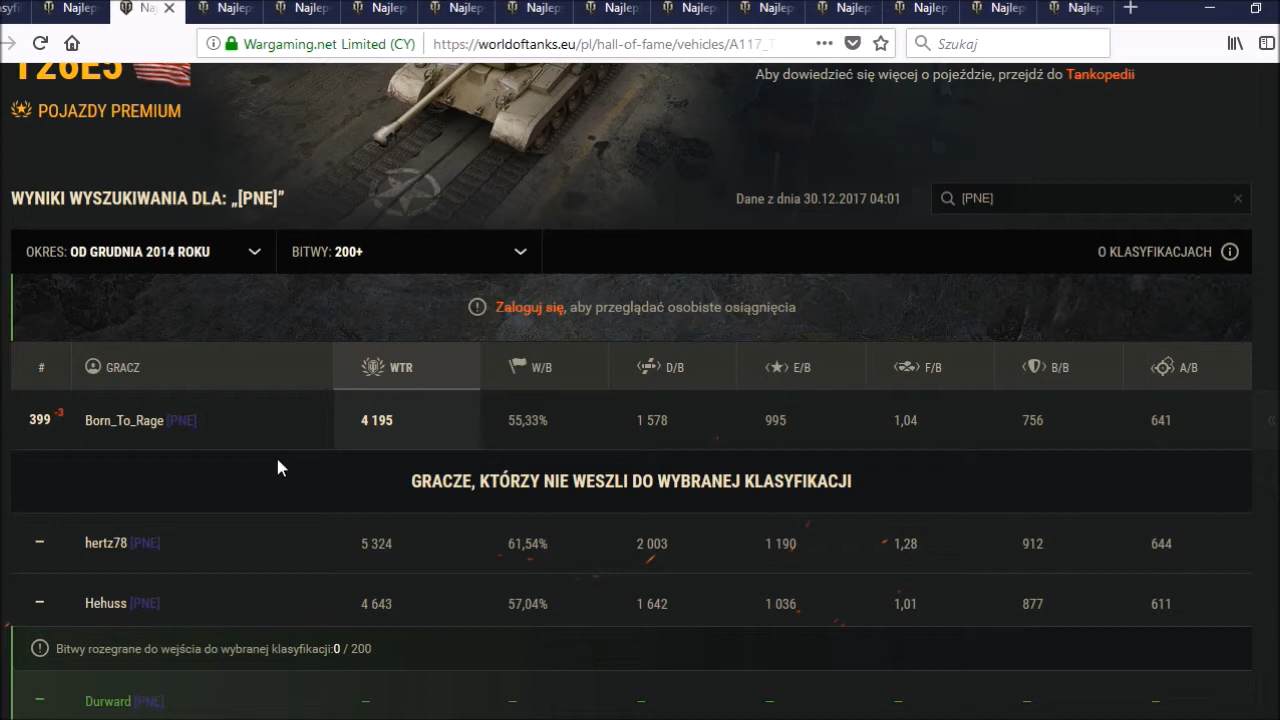 Najlep Naj Najlep Najlep Najlep Najlep Najlep Najlep Najlep Najlep Najlep Najlep Najlep Najlep
Wargaming.net Limited (CY) https://worldoftanks.eu/pl/hall-of-fame/vehicles/A117_T Szukaj
T26E5
POJAZDY PREMIUM
Aby dowiedzieć się więcej o pojeździe, przejdź do Tankopedii
WYNIKI WYSZUKIWANIA DLA: „[PNE]”
Dane z dnia 30.12.2017 04:01
[PNE]
OKRES: OD GRUDNIA 2014 ROKU BITWY: 200+ O KLASYFIKACJACH
Zaloguj się, aby przeglądać osobiste osiągnięcia
# GRACZ WTR W/B D/B E/B F/B B/B A/B
399 -3 Born_To_Rage [PNE] 4 195 55,33% 1 578 995 1,04 756 641
GRACZE, KTÓRZY NIE WESZLI DO WYBRANEJ KLASYFIKACJI
– hertz78 [PNE] 5 324 61,54% 2 003 1 190 1,28 912 644
– Hehuss [PNE] 4 643 57,04% 1 642 1 036 1,01 877 611
Bitwy rozegrane do wejścia do wybranej klasyfikacji:0 / 200
– Durward [PNE] – – – – – – –